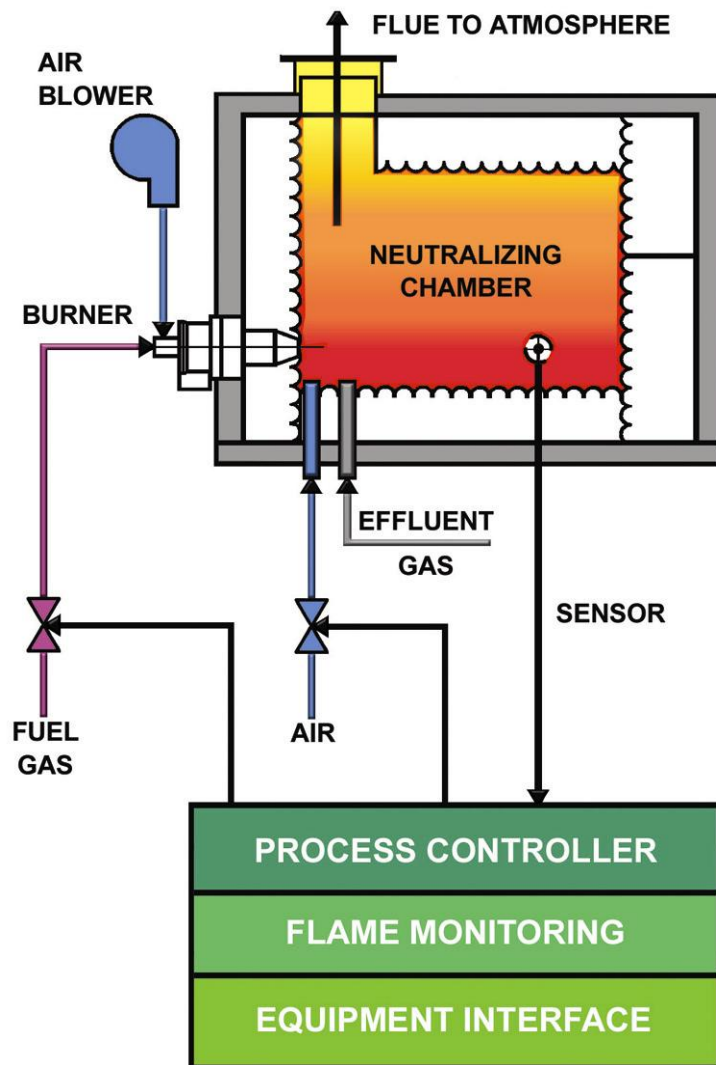 FLUE TO ATMOSPHERE
AIR
BLOWER
NEUTRALIZING
CHAMBER
BURNER
EFFLUENT
GAS
SENSOR
FUEL
GAS
AIR
PROCESS CONTROLLER
FLAME MONITORING
EQUIPMENT INTERFACE